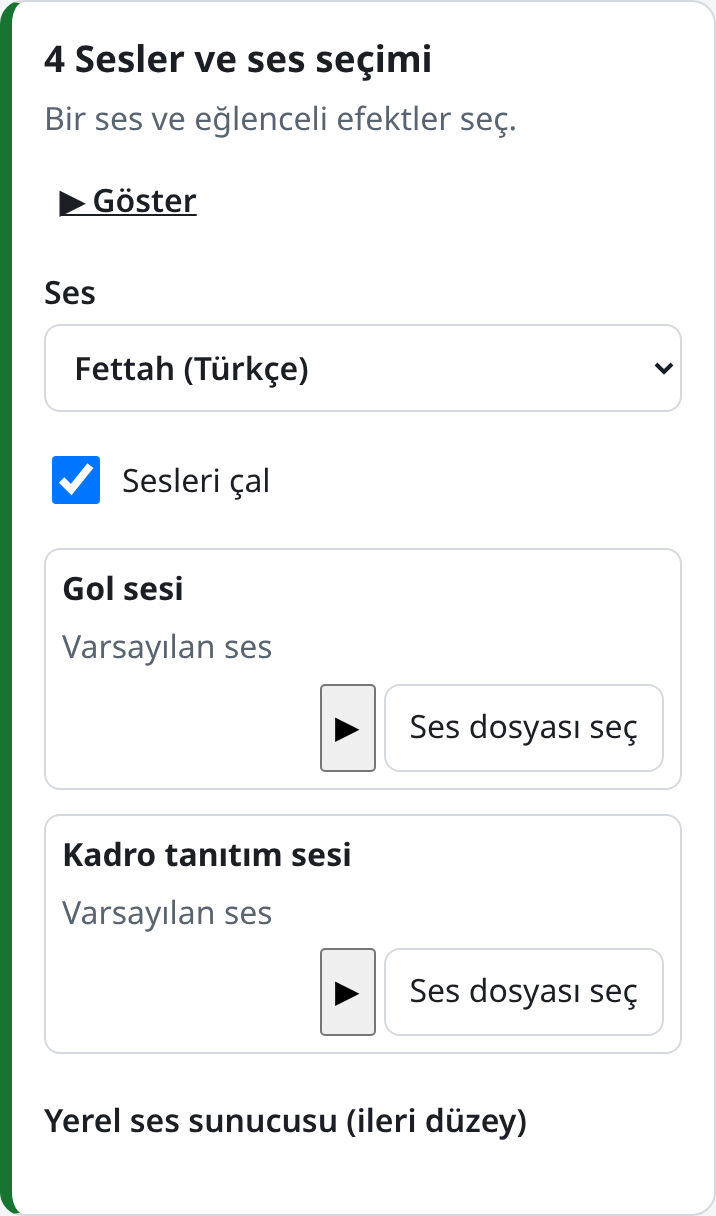 4 Sesler ve ses seçimi
Bir ses ve eğlenceli efektler seç.
▶ Göster
Ses
Fettah (Türkçe)
Sesleri çal
Gol sesi
Varsayılan ses
▶ Ses dosyası seç
Kadro tanıtım sesi
Varsayılan ses
▶ Ses dosyası seç
Yerel ses sunucusu (ileri düzey)